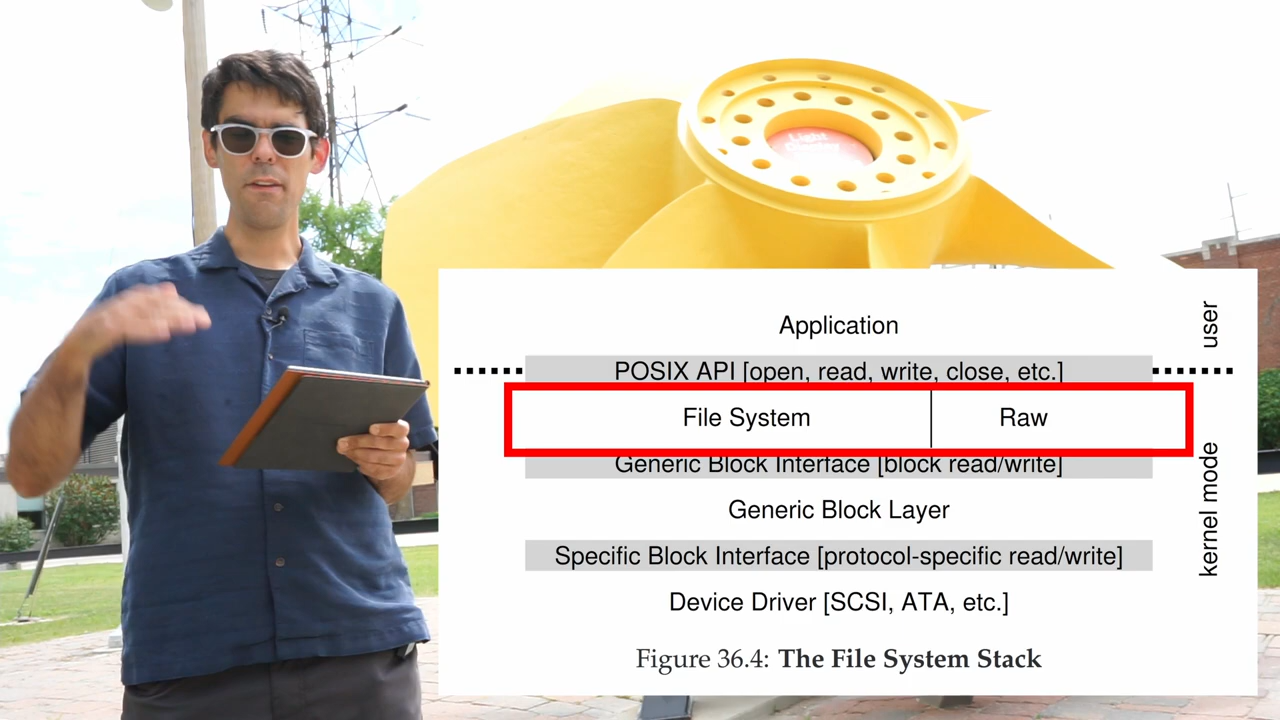 Light
Application
user
POSIX API [open, read, write, close, etc.]
File System
Raw
Generic Block Interface [block read/write]
kernel mode
Generic Block Layer
Specific Block Interface [protocol-specific read/write]
Device Driver [SCSI, ATA, etc.]
Figure 36.4: The File System Stack